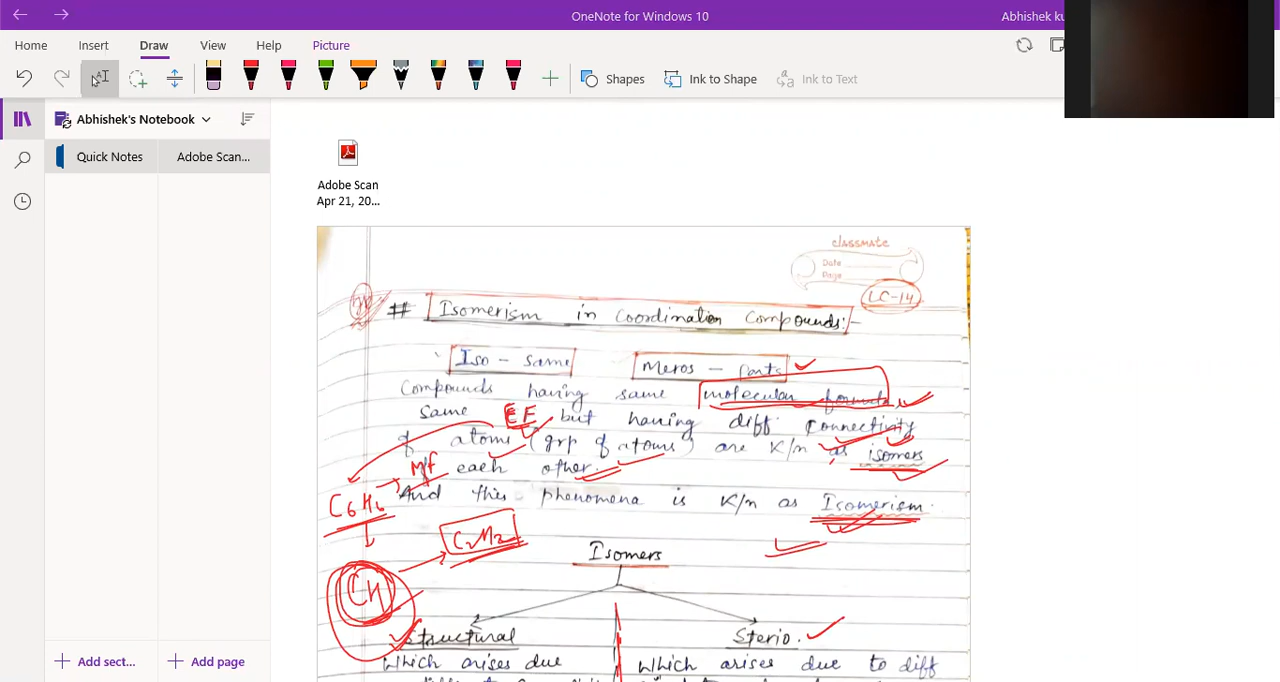 OneNote for Windows 10
Abhishek ku
Home Insert Draw View Help Picture
Shapes Ink to Shape Ink to Text
Abhishek's Notebook
Quick Notes Adobe Scan...
Adobe Scan
Apr 21, 20...
classmate
Date
Page
LC-14
# Isomerism in Coordination Compounds:-
Iso - same Meros - Parts
Compounds having same molecular formula
same EF but having diff connectivity
of atoms (grp of atoms) are K/n as isomers
M/f each other.
C6H6 And this phenomena is K/n as Isomerism.
C2H2
Isomers
CH
Structural Sterio.
Which arises due Which arises due to diff
+ Add sect... + Add page